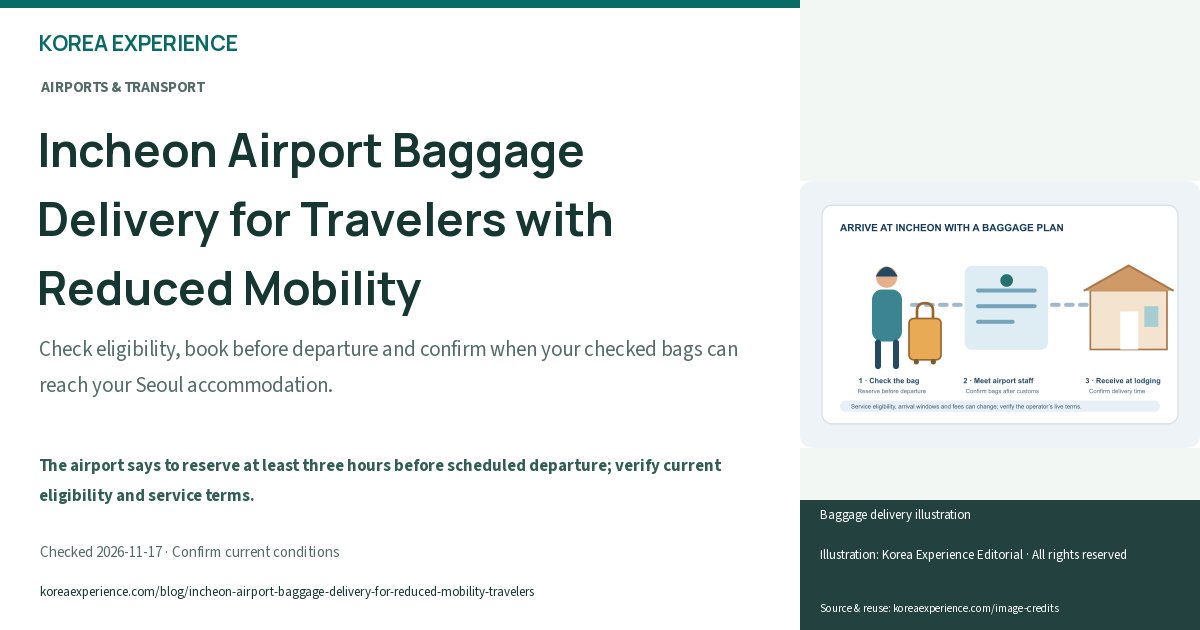 KOREA EXPERIENCE
AIRPORTS & TRANSPORT
Incheon Airport Baggage
Delivery for Travelers with
Reduced Mobility
Check eligibility, book before departure and confirm when your checked bags can
reach your Seoul accommodation.
The airport says to reserve at least three hours before scheduled departure; verify current
eligibility and service terms.
Checked 2026-11-17 · Confirm current conditions
koreaexperience.com/blog/incheon-airport-baggage-delivery-for-reduced-mobility-travelers
ARRIVE AT INCHEON WITH A BAGGAGE PLAN
1 · Check the bag
Reserve before departure
2 · Meet airport staff
Confirm bags after customs
3 · Receive at lodging
Confirm delivery time
Service eligibility, arrival windows and fees can change; verify the operator's live terms.
Baggage delivery illustration
Illustration: Korea Experience Editorial · All rights reserved
Source & reuse: koreaexperience.com/image-credits